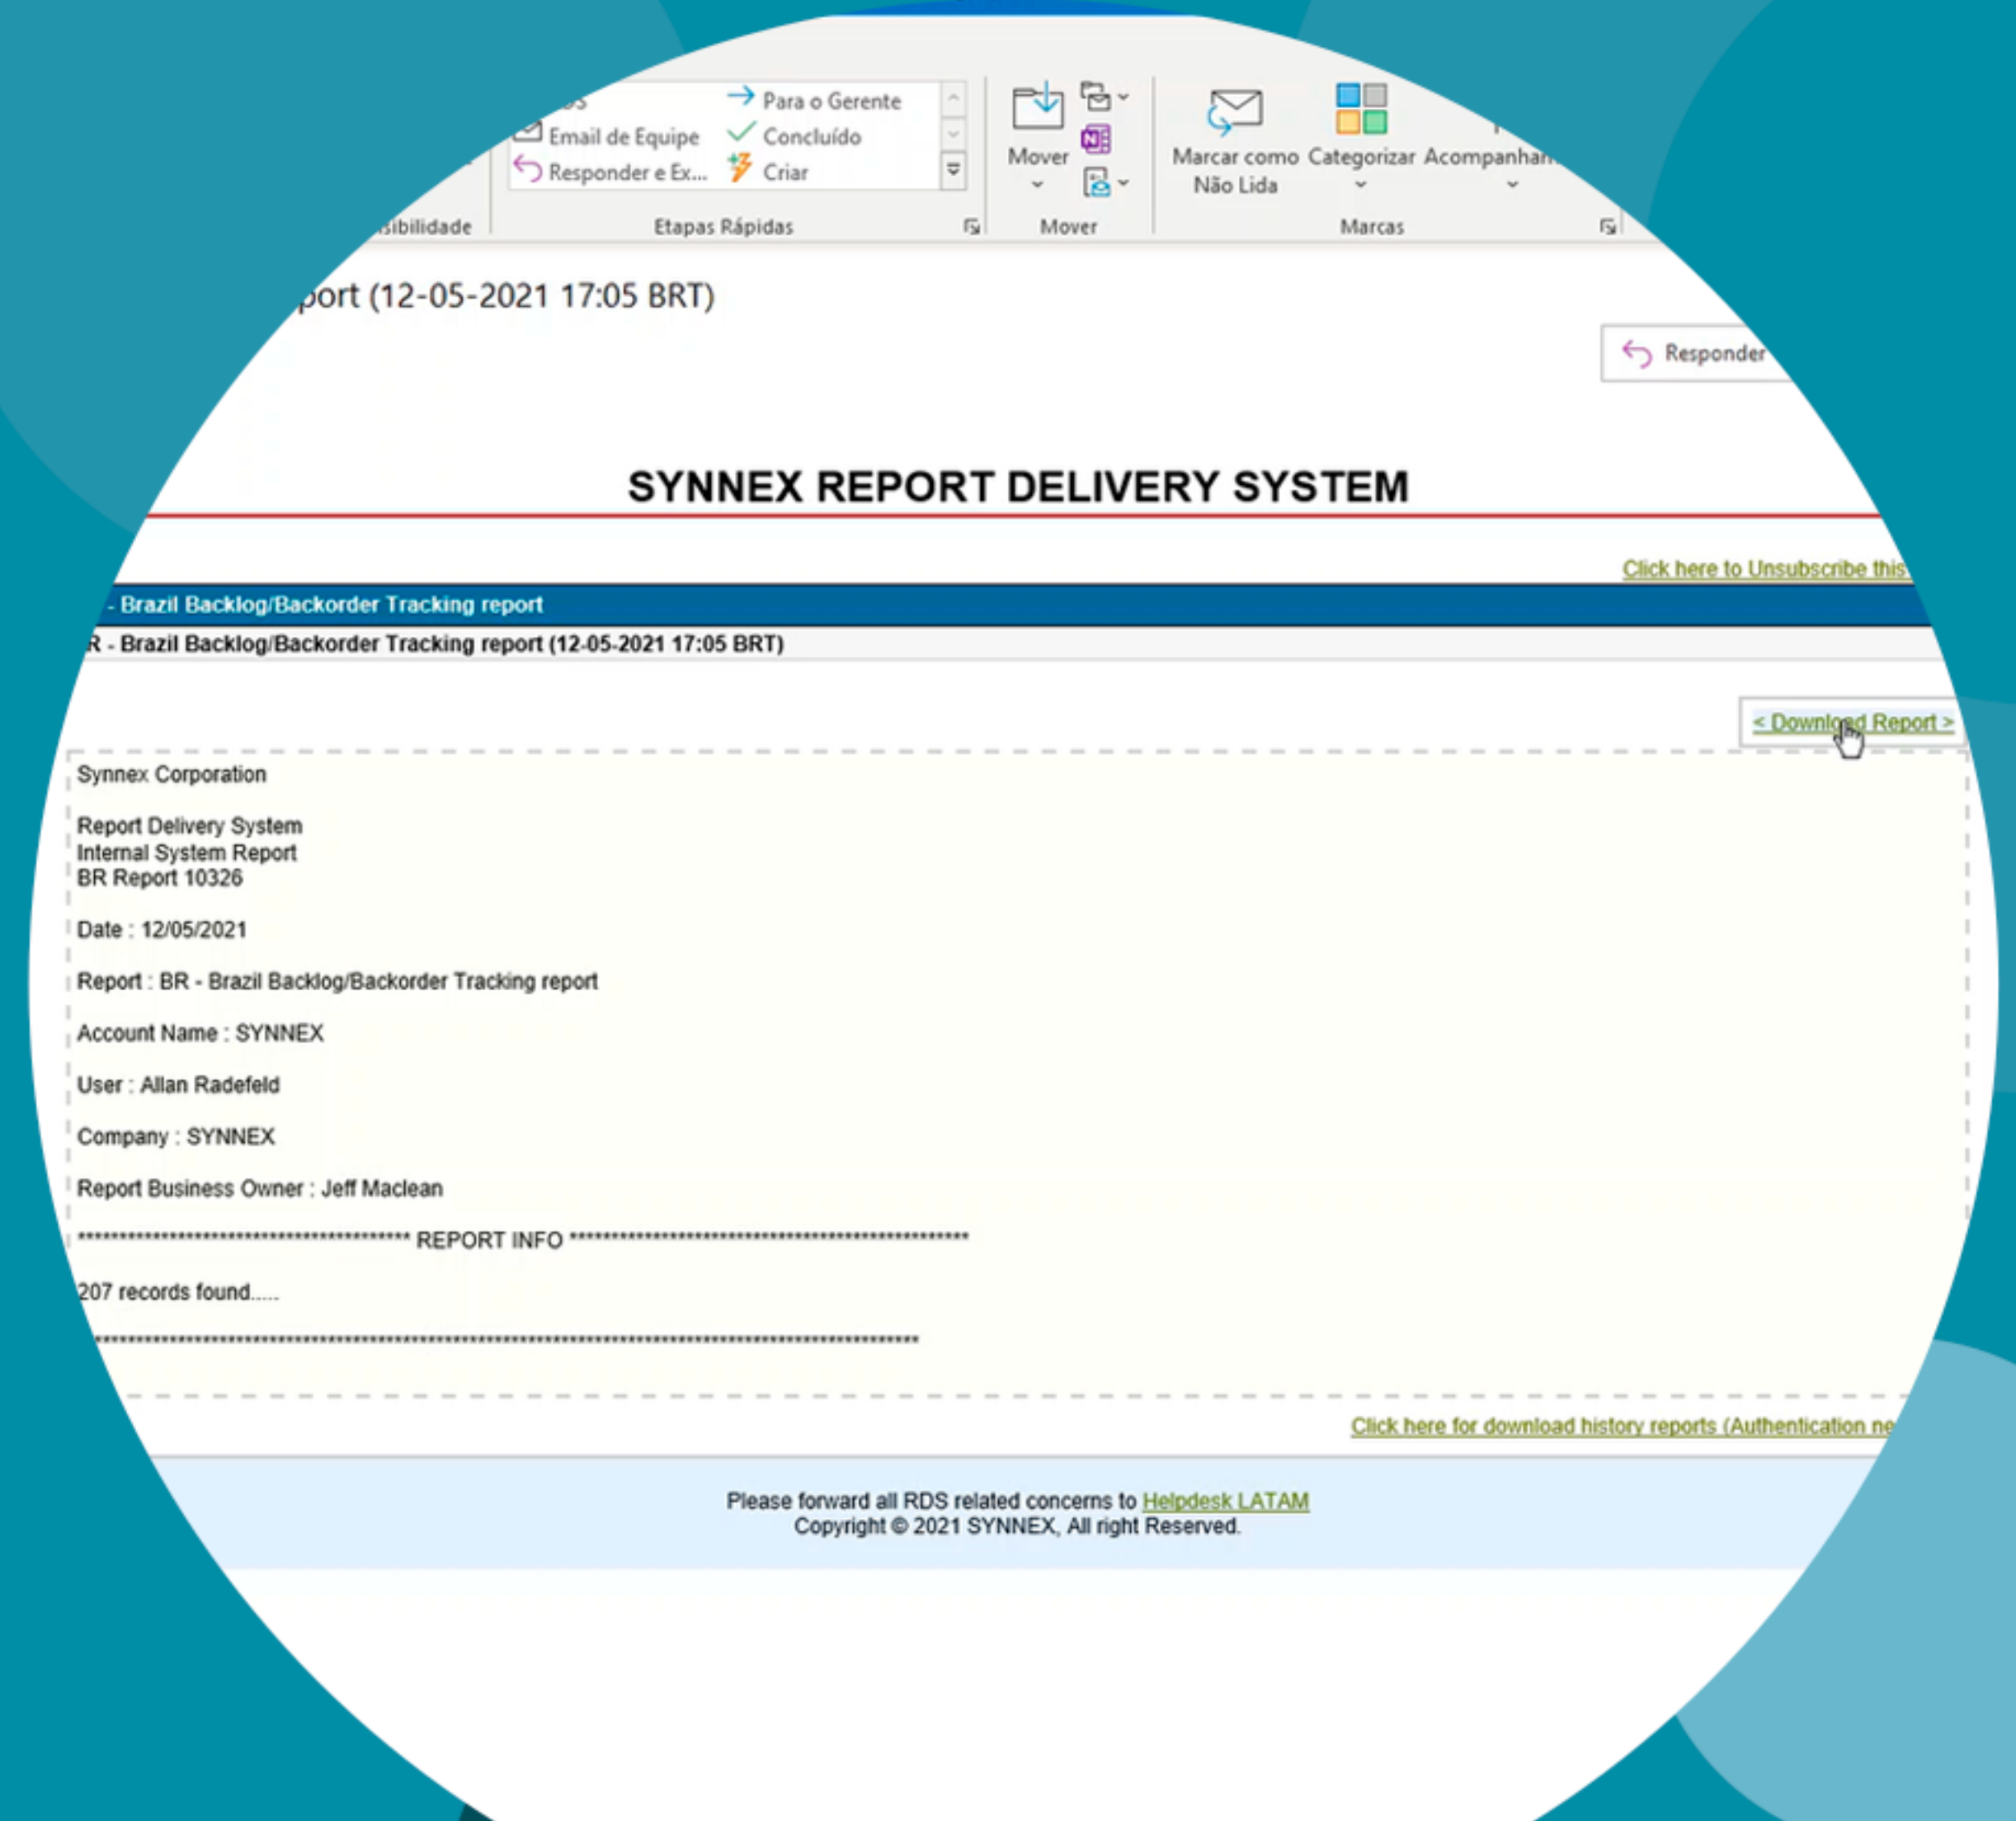 Para o Gerente
Email de Equipe
Concluído
Responder e Ex...
Criar
Mover
Marcar como
Não Lida
Categorizar
Etapas Rápidas
Mover
Marcas
(12-05-2021 17:05 BRT)
Responder
SYNNEX REPORT DELIVERY SYSTEM
Click here to Unsubscribe this
- Brazil Backlog/Backorder Tracking report
R - Brazil Backlog/Backorder Tracking report (12-05-2021 17:05 BRT)
< Download Report >
Synnex Corporation
Report Delivery System
Internal System Report
BR Report 10326
Date : 12/05/2021
Report : BR - Brazil Backlog/Backorder Tracking report
Account Name : SYNNEX
User : Allan Radefeld
Company : SYNNEX
Report Business Owner : Jeff Maclean
REPORT INFO
207 records found.....
Click here for download history reports (Authentication ne
Please forward all RDS related concerns to Helpdesk LATAM
Copyright © 2021 SYNNEX, All right Reserved.